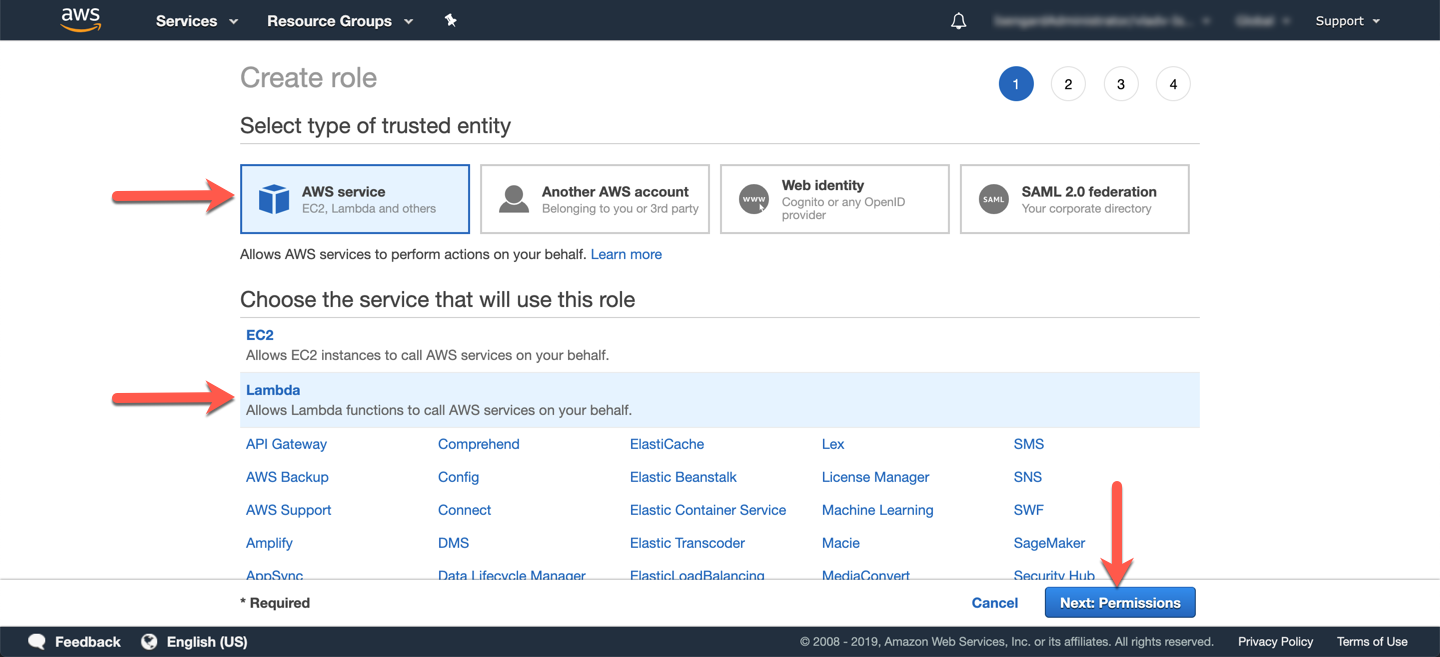 aws Services Resource Groups Support
Create role
1 2 3 4
Select type of trusted entity
AWS service
EC2, Lambda and others
Another AWS account
Belonging to you or 3rd party
www
Web identity
Cognito or any OpenID
provider
SAML
SAML 2.0 federation
Your corporate directory
Allows AWS services to perform actions on your behalf. Learn more
Choose the service that will use this role
EC2
Allows EC2 instances to call AWS services on your behalf.
Lambda
Allows Lambda functions to call AWS services on your behalf.
API Gateway Comprehend ElastiCache Lex SMS
AWS Backup Config Elastic Beanstalk License Manager SNS
AWS Support Connect Elastic Container Service Machine Learning SWF
Amplify DMS Elastic Transcoder Macie SageMaker
AppSync Data Lifecycle Manager ElasticLoadBalancing MediaConvert Security Hub
* Required Cancel Next: Permissions
Feedback English (US) © 2008 - 2019, Amazon Web Services, Inc. or its affiliates. All rights reserved. Privacy Policy Terms of Use